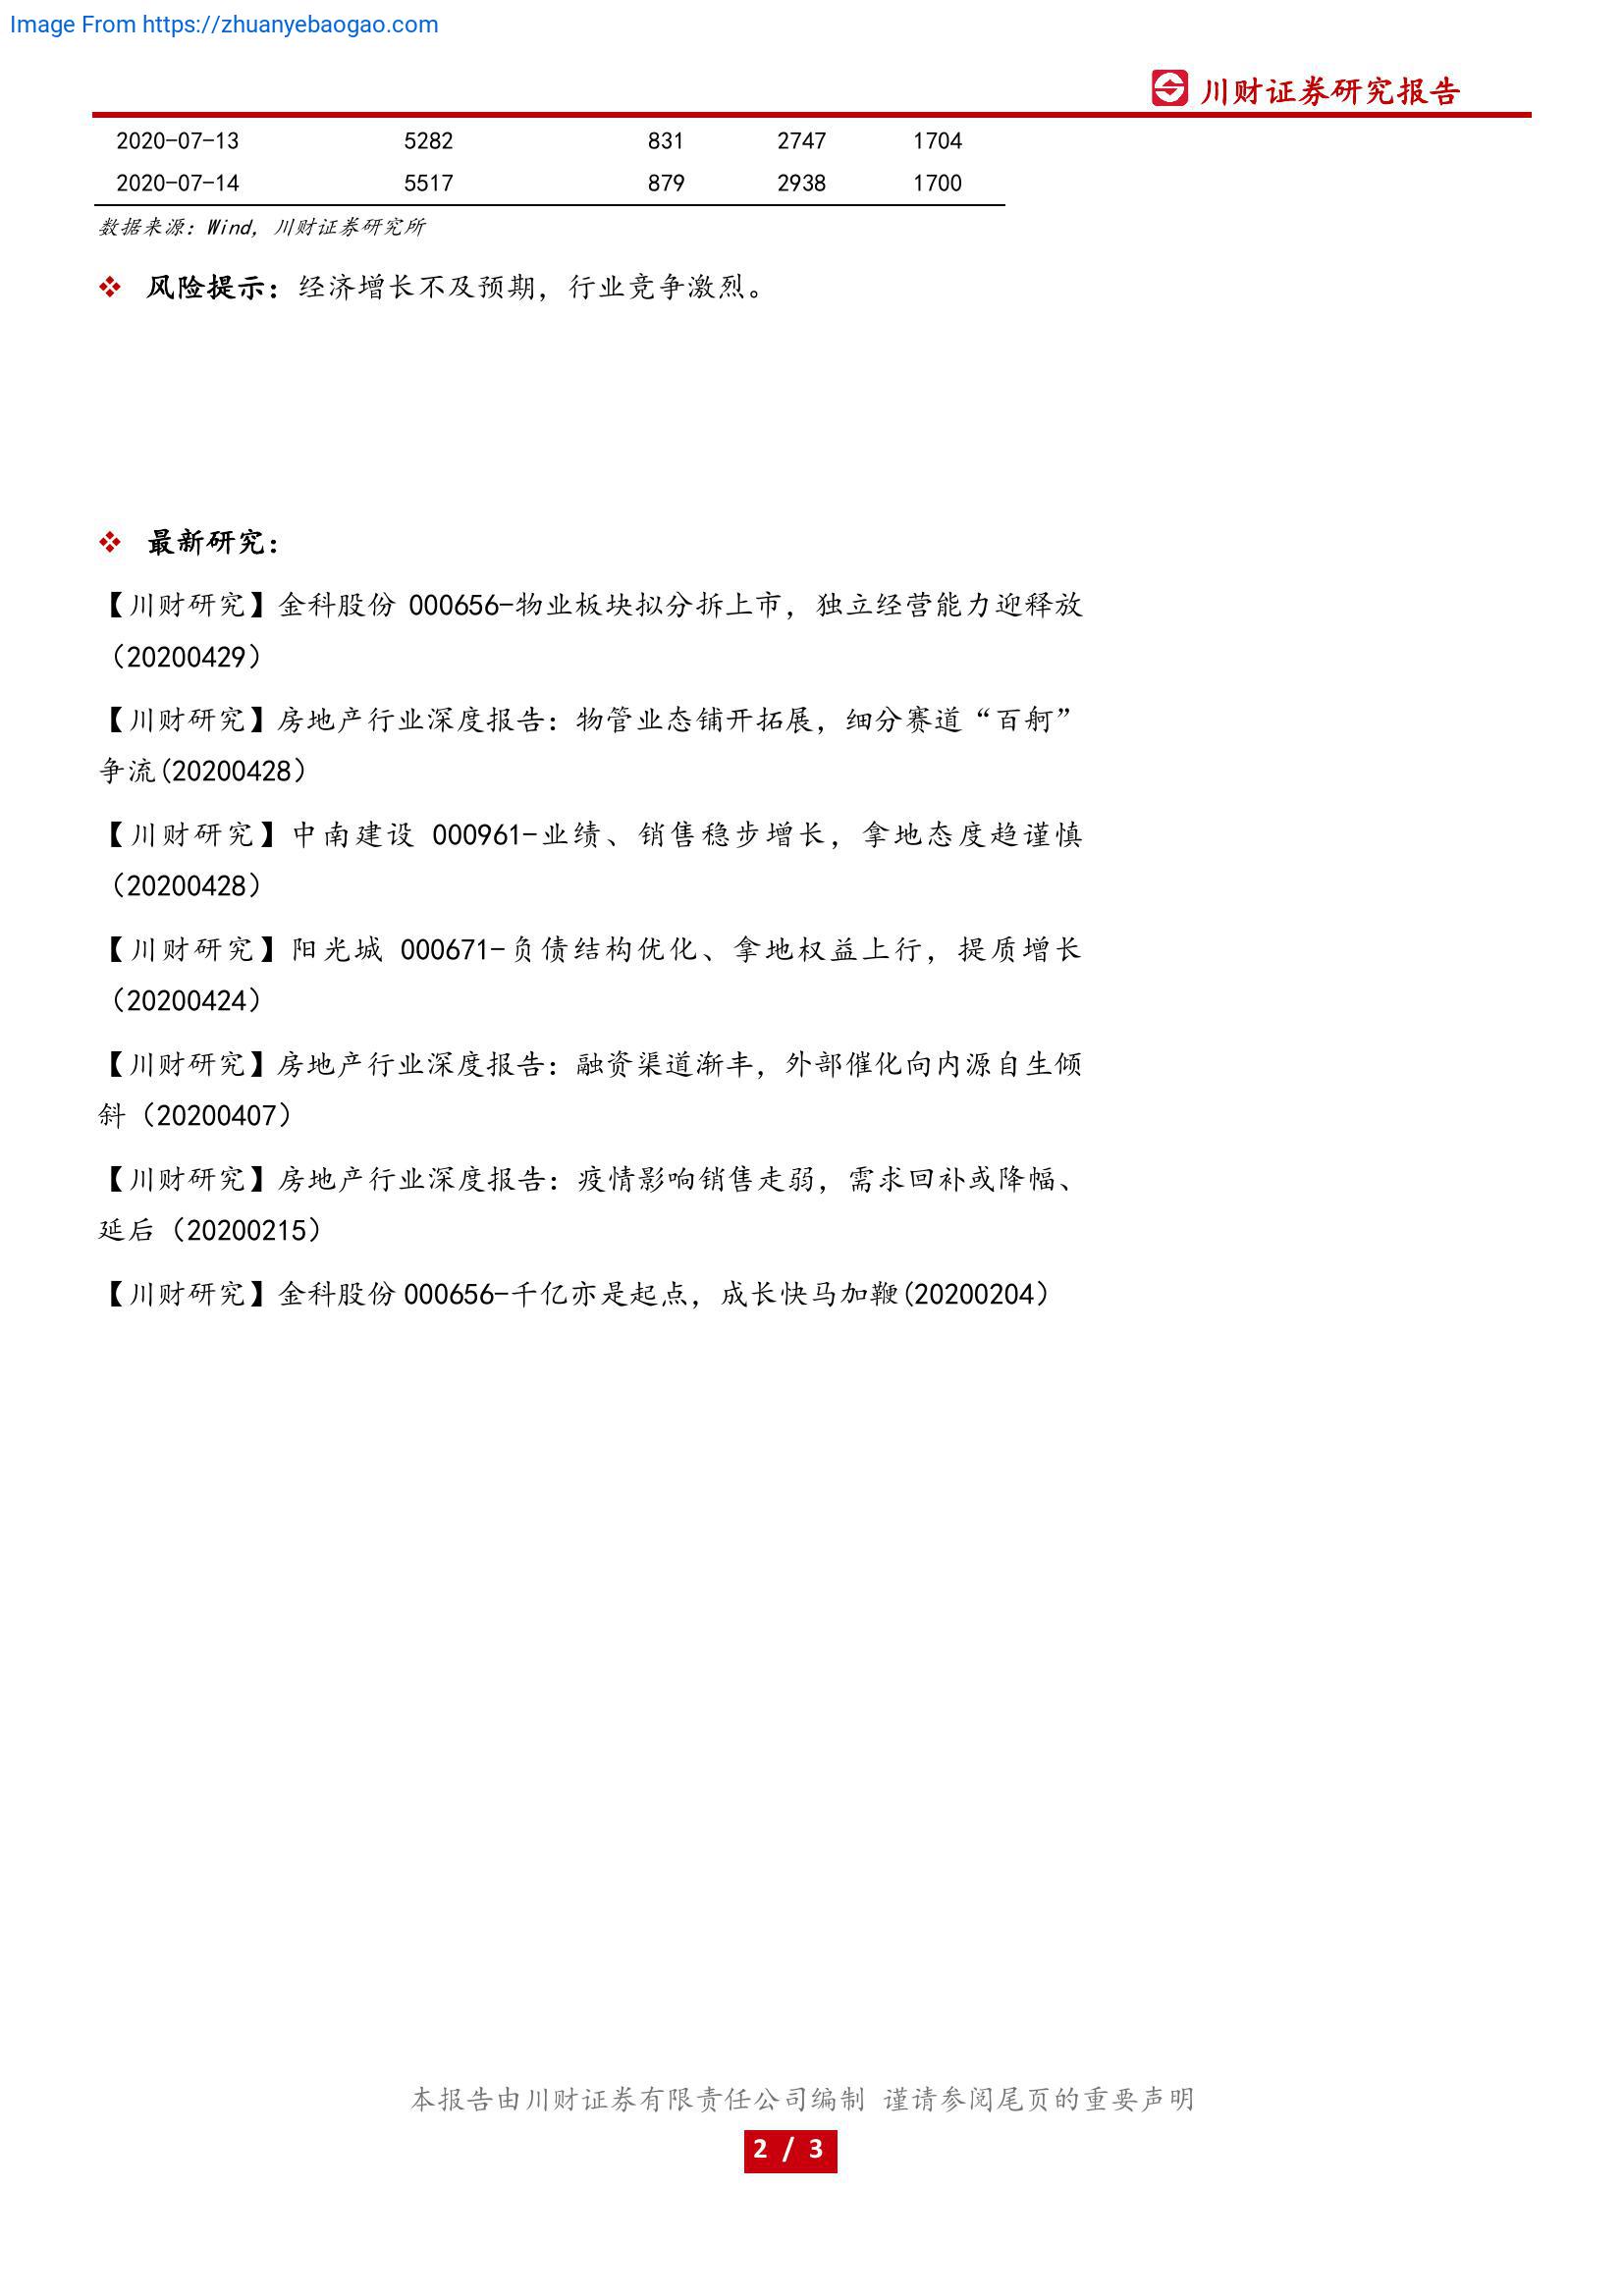 Image From https://zhuanyebaogao.com
川财证券研究报告
2020-07-13 5282 831 2747 1704
2020-07-14 5517 879 2938 1700
数据来源：Wind，川财证券研究所
❖ 风险提示：经济增长不及预期，行业竞争激烈。
❖ 最新研究：
【川财研究】金科股份 000656-物业板块拟分拆上市，独立经营能力迎释放
（20200429）
【川财研究】房地产行业深度报告：物管业态铺开拓展，细分赛道“百舸”
争流(20200428）
【川财研究】中南建设 000961-业绩、销售稳步增长，拿地态度趋谨慎
（20200428）
【川财研究】阳光城 000671-负债结构优化、拿地权益上行，提质增长
（20200424）
【川财研究】房地产行业深度报告：融资渠道渐丰，外部催化向内源自生倾
斜（20200407）
【川财研究】房地产行业深度报告：疫情影响销售走弱，需求回补或降幅、
延后（20200215）
【川财研究】金科股份 000656-千亿亦是起点，成长快马加鞭(20200204）
本报告由川财证券有限责任公司编制 谨请参阅尾页的重要声明
2 / 3